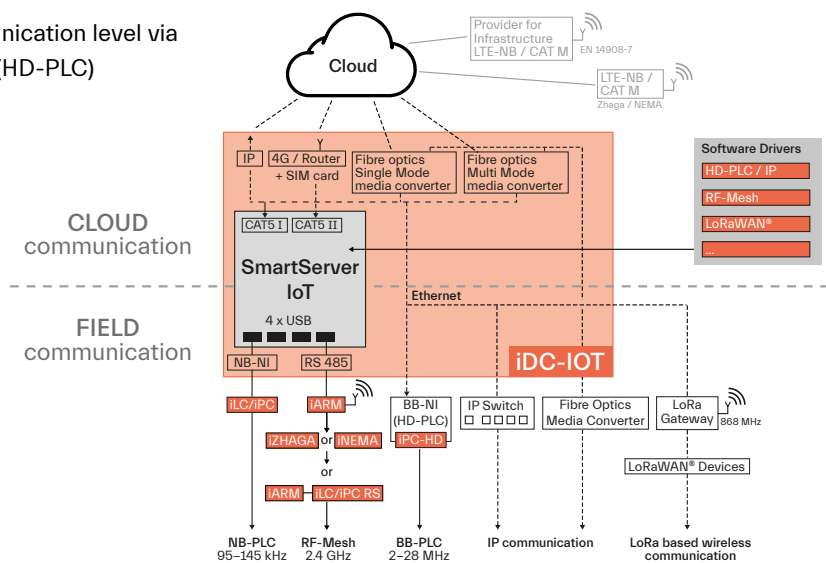 nication level via
(HD-PLC)
Cloud
Provider for
Infrastructure
LTE-NB / CAT M
EN 14908-7
LTE-NB /
CAT M
Zhaga / NEMA
IP
4G / Router
+ SIM card
Fibre optics
Single Mode
media converter
Fibre optics
Multi Mode
media converter
Software Drivers
HD-PLC / IP
RF-Mesh
LoRaWAN®
...
CLOUD
communication
CAT5 I
CAT5 II
SmartServer
IoT
4 x USB
Ethernet
FIELD
communication
NB-NI
RS 485
iDC-IOT
iLC/iPC
iARM
iZHAGA
or
iNEMA
or
iARM
iLC/iPC RS
BB-NI
(HD-PLC)
iPC-HD
IP Switch
Fibre Optics
Media Converter
LoRa
Gateway
868 MHz
LoRaWAN® Devices
NB-PLC
95–145 kHz
RF-Mesh
2.4 GHz
BB-PLC
2–28 MHz
IP communication
LoRa based wireless
communication